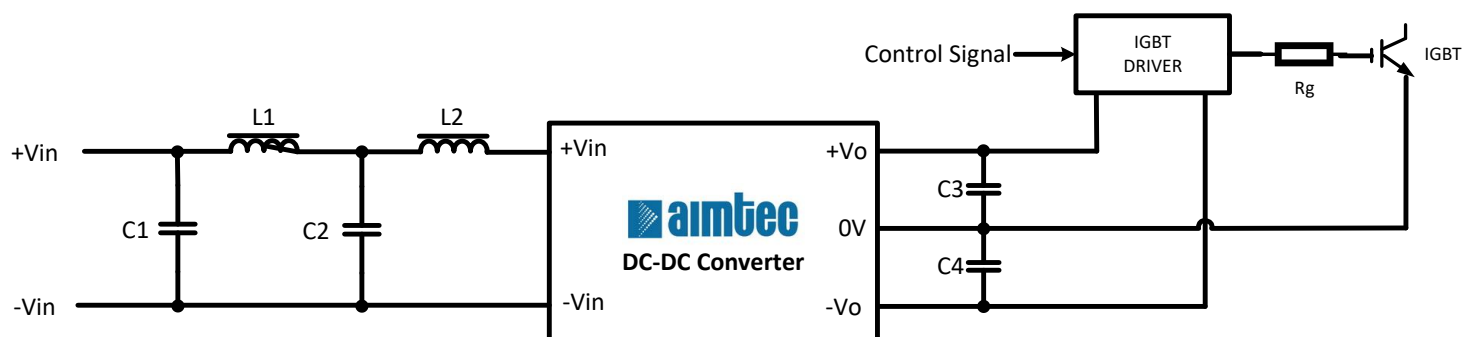 Control Signal
IGBT
DRIVER
IGBT
Rg
L1
L2
+Vin
+Vin
+Vo
C3
C1
C2
aimtec
DC-DC Converter
0V
C4
-Vin
-Vin
-Vo